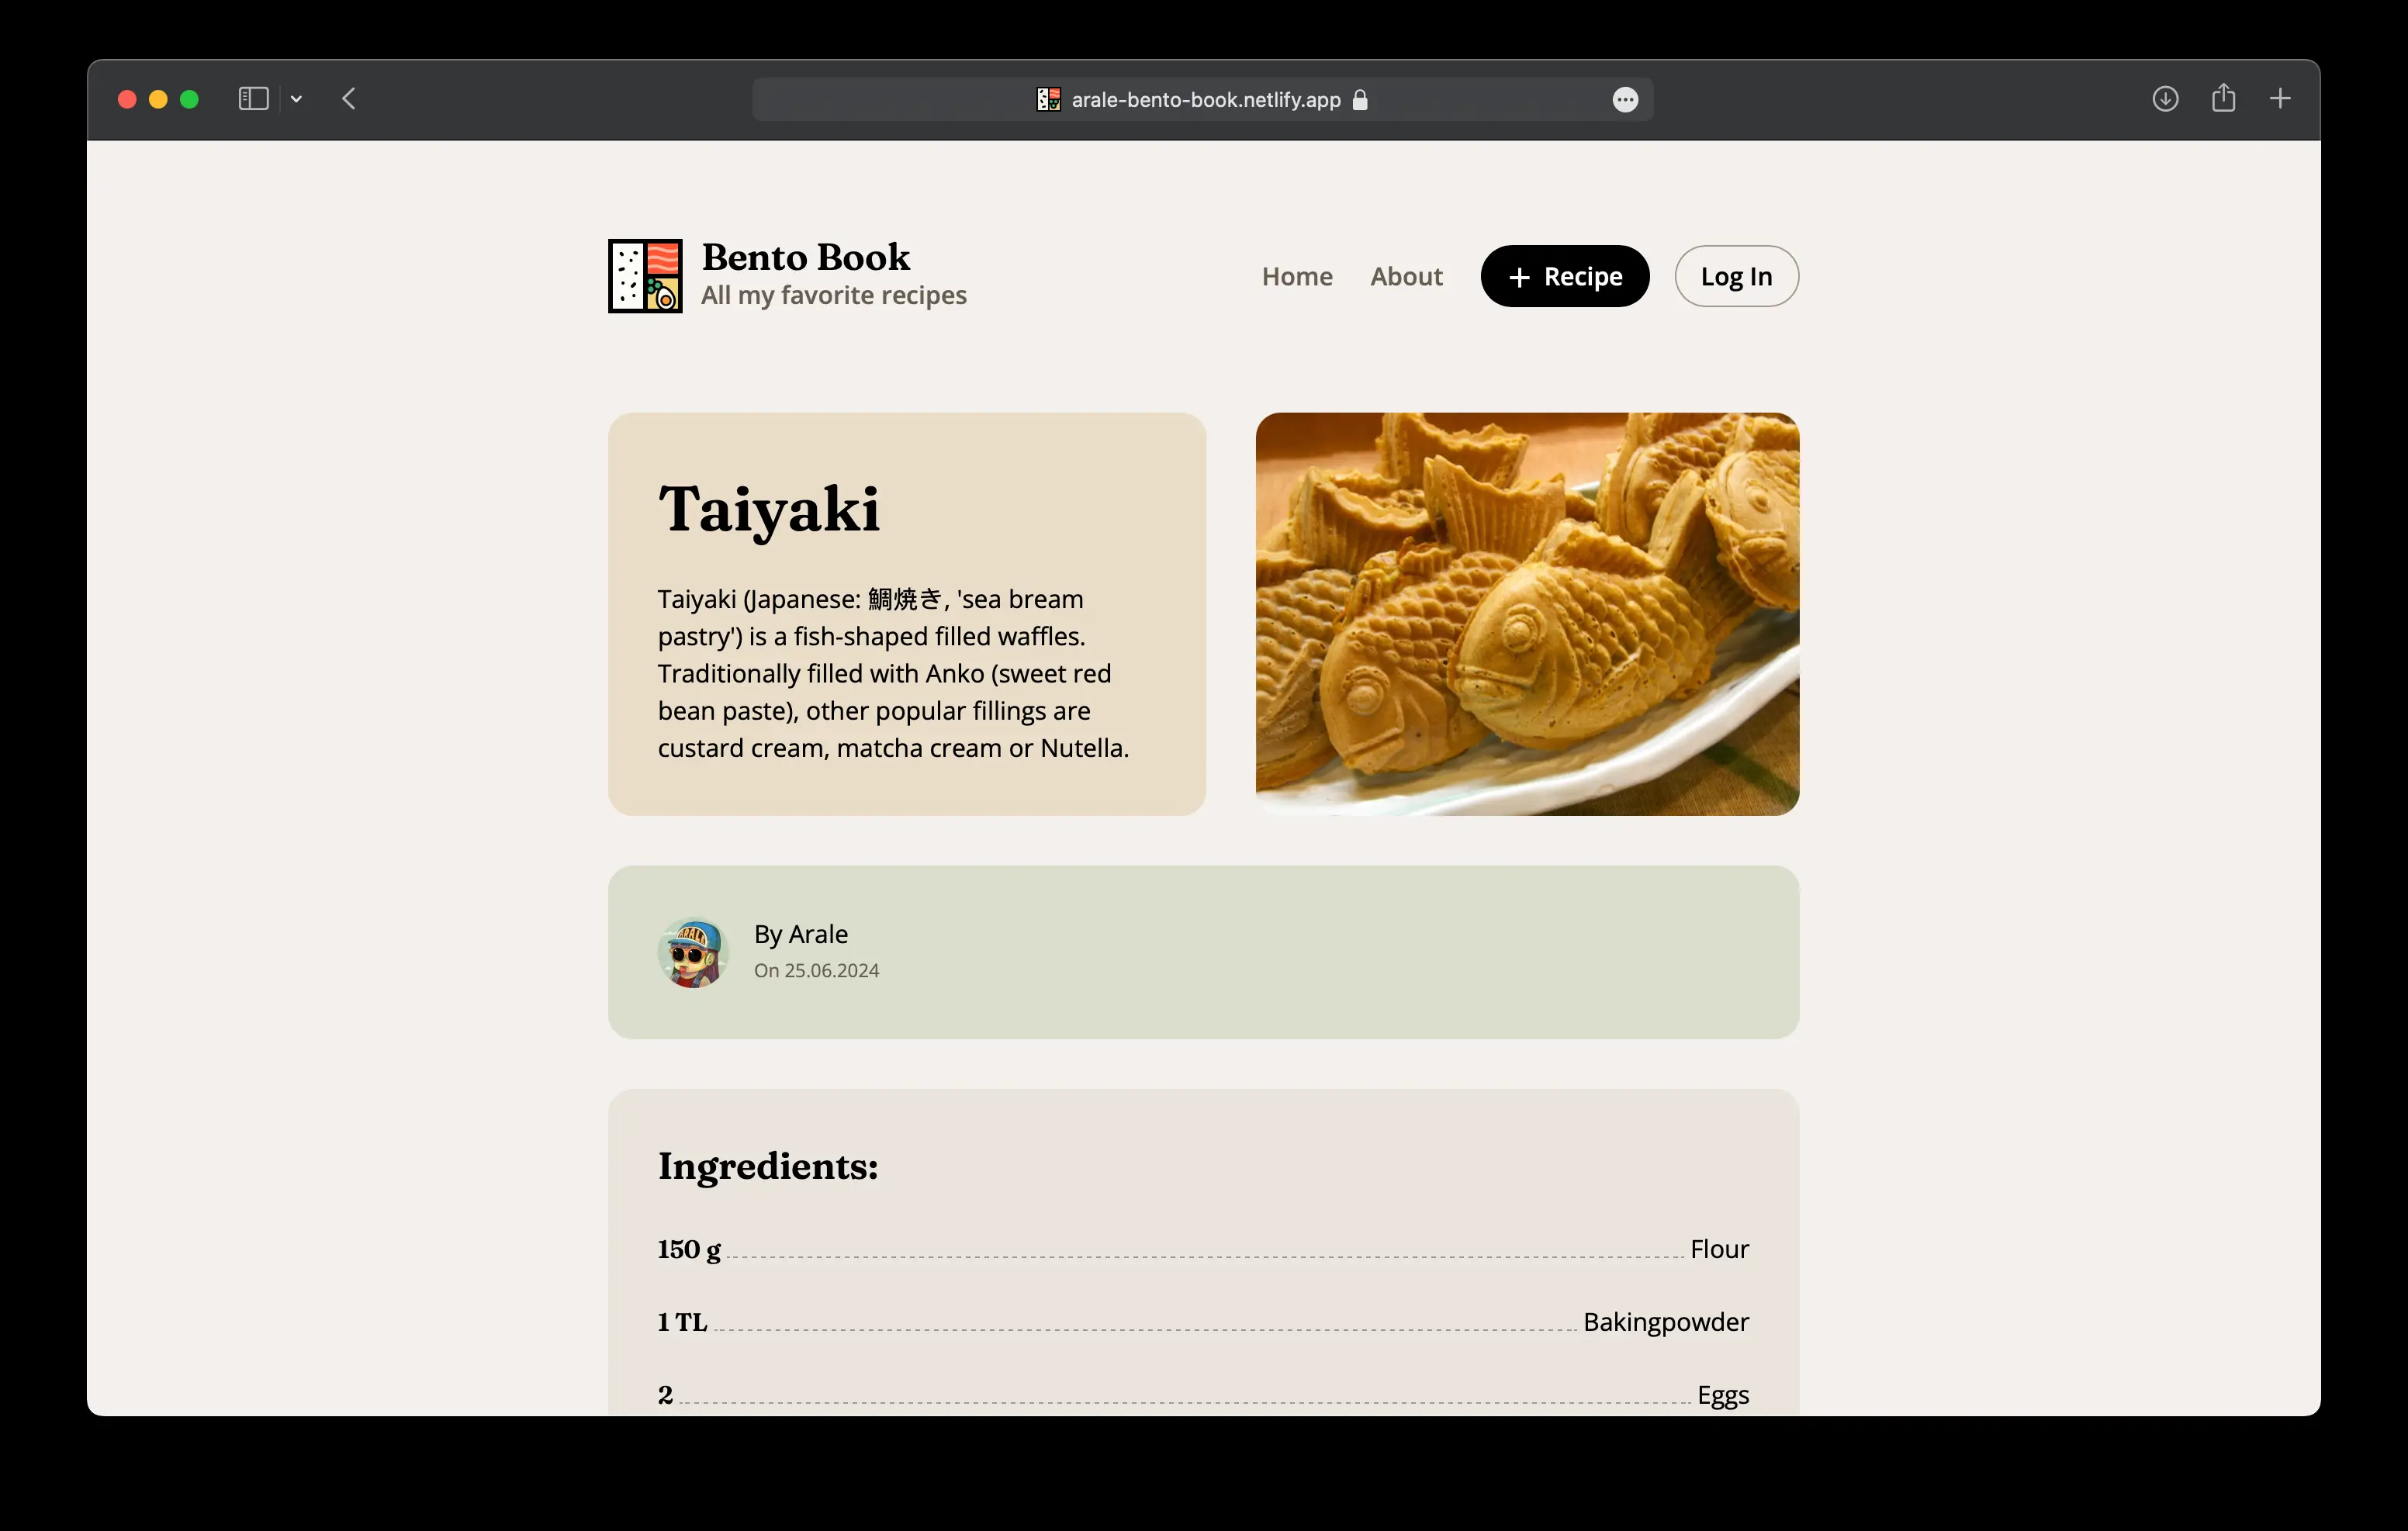 arale-bento-book.netlify.app
Bento Book
All my favorite recipes
Home
About
+ Recipe
Log In
Taiyaki
Taiyaki (Japanese: 鯛焼き, 'sea bream
pastry') is a fish-shaped filled waffles.
Traditionally filled with Anko (sweet red
bean paste), other popular fillings are
custard cream, matcha cream or Nutella.
ARALE
By Arale
On 25.06.2024
Ingredients:
150 g Flour
1 TL Bakingpowder
2 Eggs